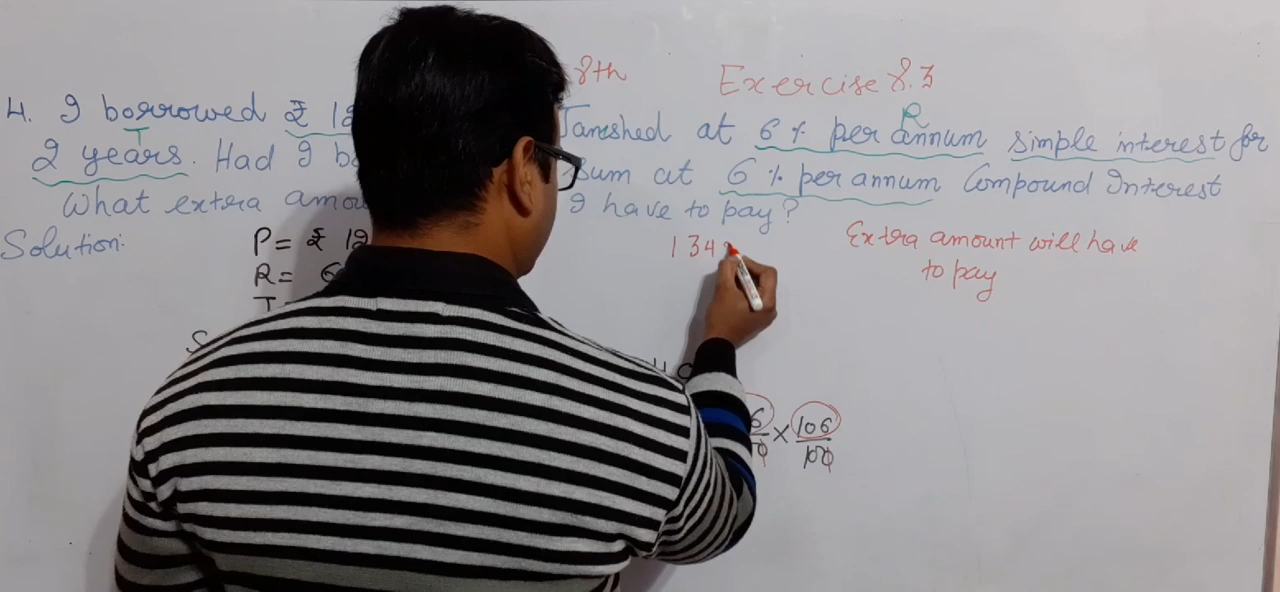 8th Exercise 8.3
4. I borrowed ₹ 12 Jamshed at 6 % per annum simple interest for
T R
2 years. Had I sum at 6 % per annum Compound Interest
What extra amou I have to pay?
Solution:
P = ₹ 12
R = 6
T =
134
Extra amount will have
to pay
6 × 106
100